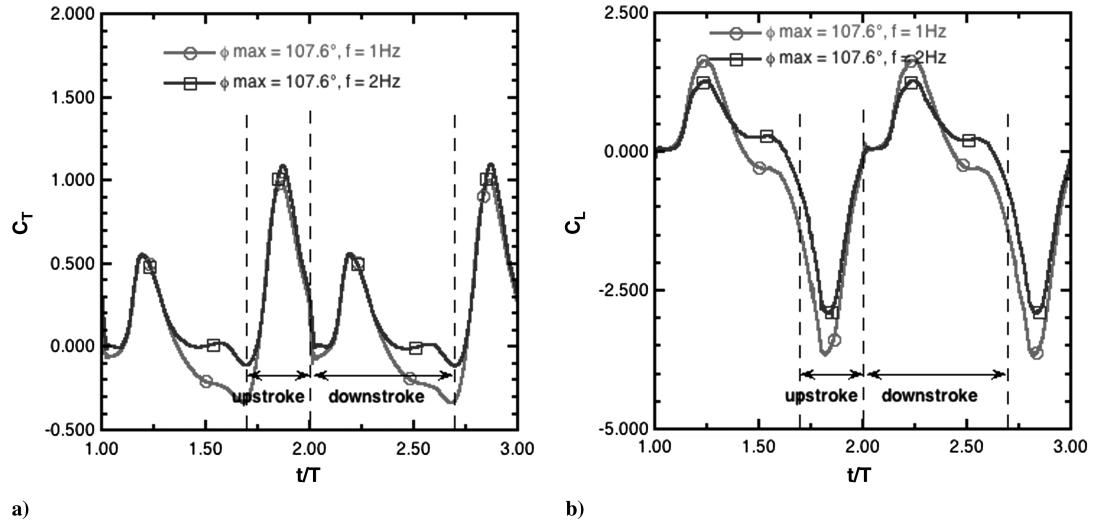 2.000
1.500
1.000
0.500
0.000
-0.500
C_T
ϕ max = 107.6°, f = 1Hz
ϕ max = 107.6°, f = 2Hz
upstroke downstroke
1.00 1.50 2.00 2.50 3.00
t/T
a)
2.500
0.000
-2.500
-5.000
C_L
ϕ max = 107.6°, f = 1Hz
ϕ max = 107.6°, f = 2Hz
upstroke downstroke
1.00 1.50 2.00 2.50 3.00
t/T
b)